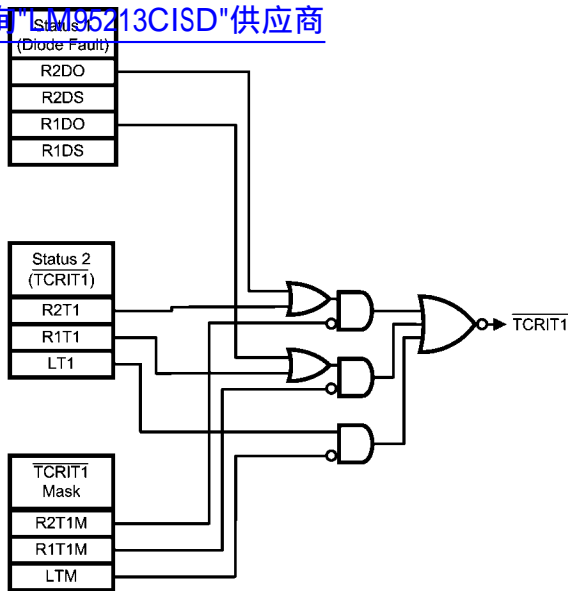 询"LM95213CISD"供应商
Status 1
(Diode Fault)
R2DO
R2DS
R1DO
R1DS
Status 2
(TCRIT1)
R2T1
R1T1
LT1
TCRIT1
Mask
R2T1M
R1T1M
LTM
TCRIT1